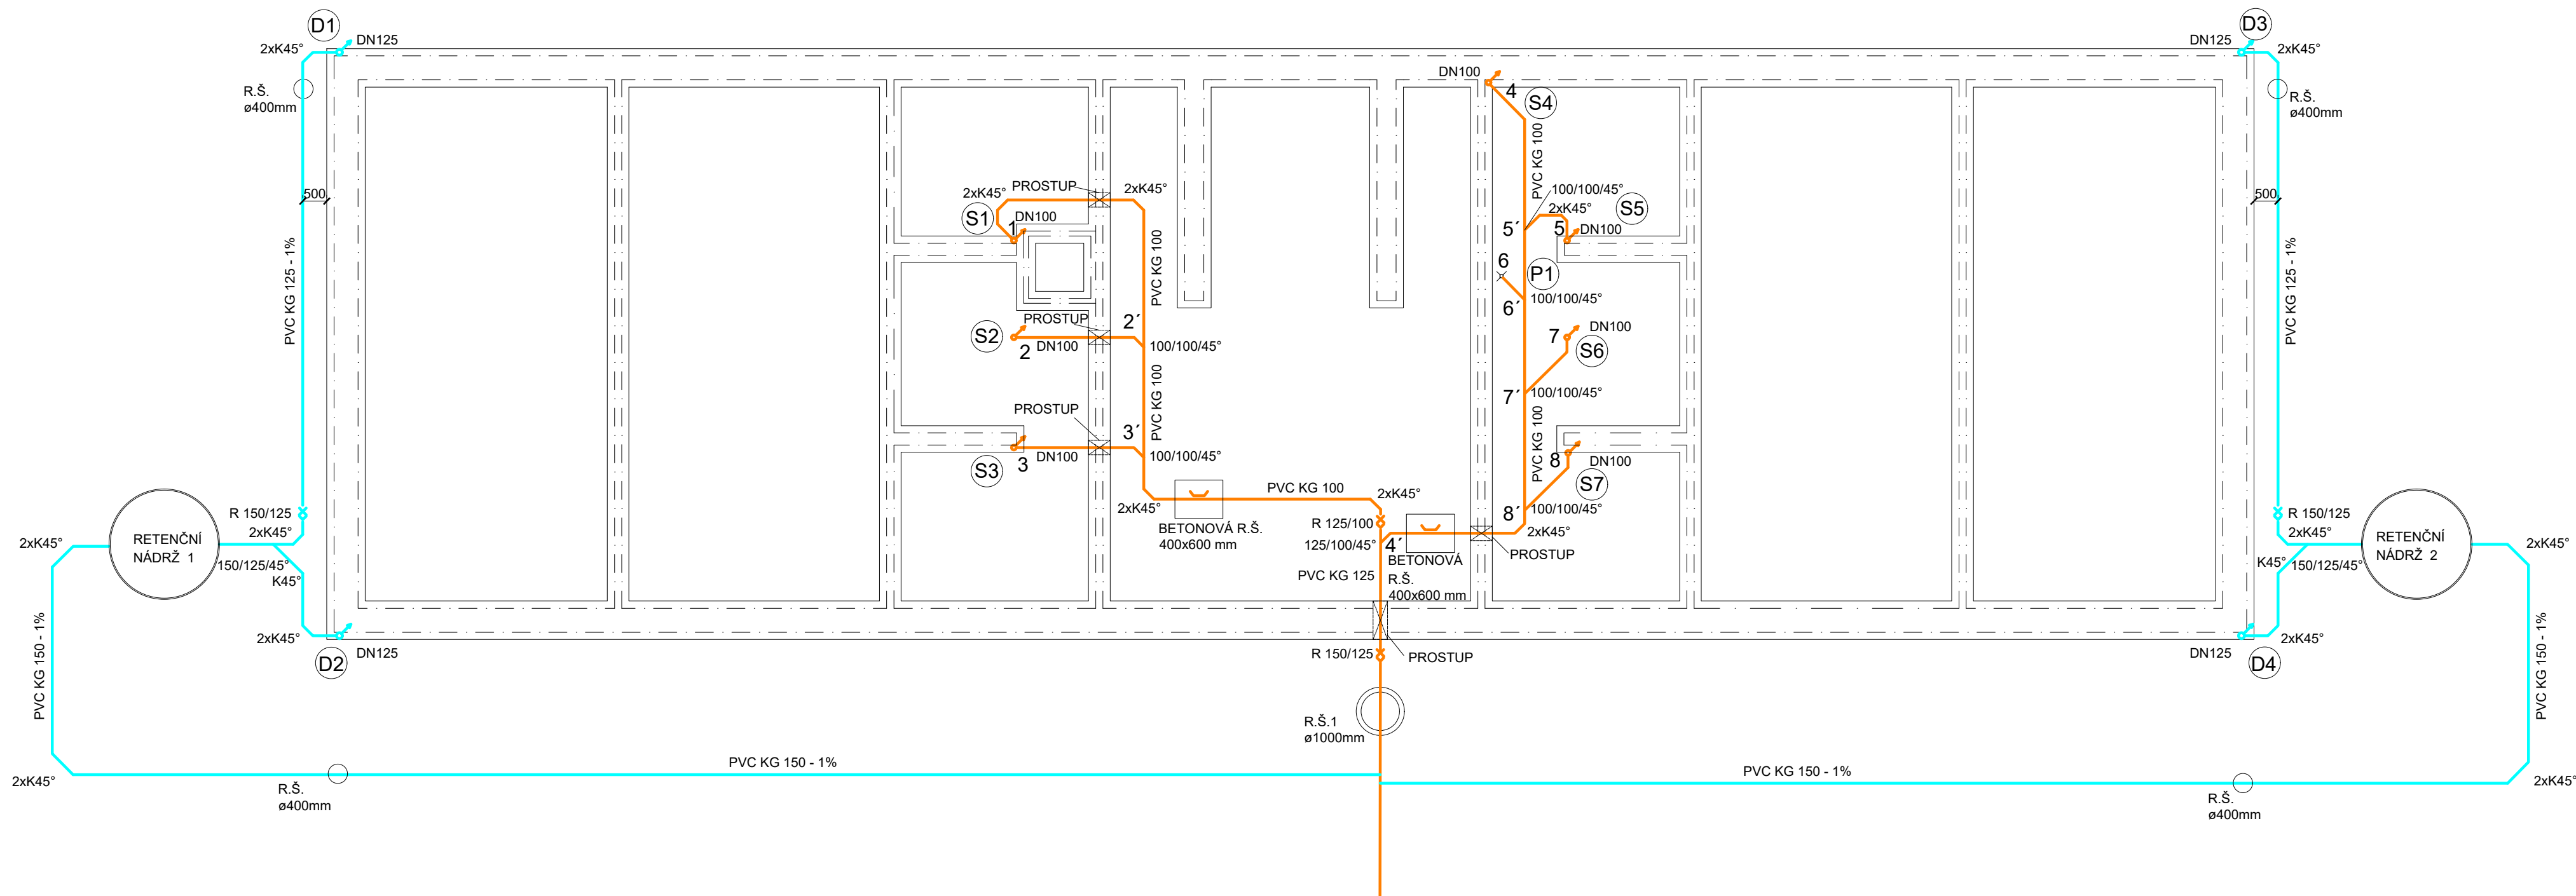 D1
2xK45°
DN125
R.Š.
ø400mm
500
PVC KG 125 - 1%
R 150/125
2xK45°
RETENČNÍ
NÁDRŽ 1
150/125/45°
K45°
2xK45°
2xK45°
D2
DN125
PVC KG 150 - 1%
2xK45°
R.Š.
ø400mm
PVC KG 150 - 1%
2xK45°
PROSTUP
2xK45°
S1
DN100
1
PVC KG 100
PROSTUP
2´
S2
2
DN100
100/100/45°
PVC KG 100
PROSTUP
3´
S3
3
DN100
100/100/45°
2xK45°
BETONOVÁ R.Š.
400x600 mm
PVC KG 100
2xK45°
R 125/100
125/100/45°
4´
BETONOVÁ
R.Š.
400x600 mm
PVC KG 125
PROSTUP
R 150/125
PROSTUP
R.Š.1
ø1000mm
DN100
4
S4
PVC KG 100
100/100/45°
2xK45°
S5
5´
5
DN100
6
P1
6´
100/100/45°
7
DN100
S6
7´
100/100/45°
PVC KG 100
8
DN100
S7
8´
100/100/45°
2xK45°
D3
DN125
2xK45°
R.Š.
ø400mm
500
PVC KG 125 - 1%
R 150/125
2xK45°
RETENČNÍ
NÁDRŽ 2
K45°
150/125/45°
2xK45°
2xK45°
DN125
D4
PVC KG 150 - 1%
PVC KG 150 - 1%
R.Š.
ø400mm
2xK45°